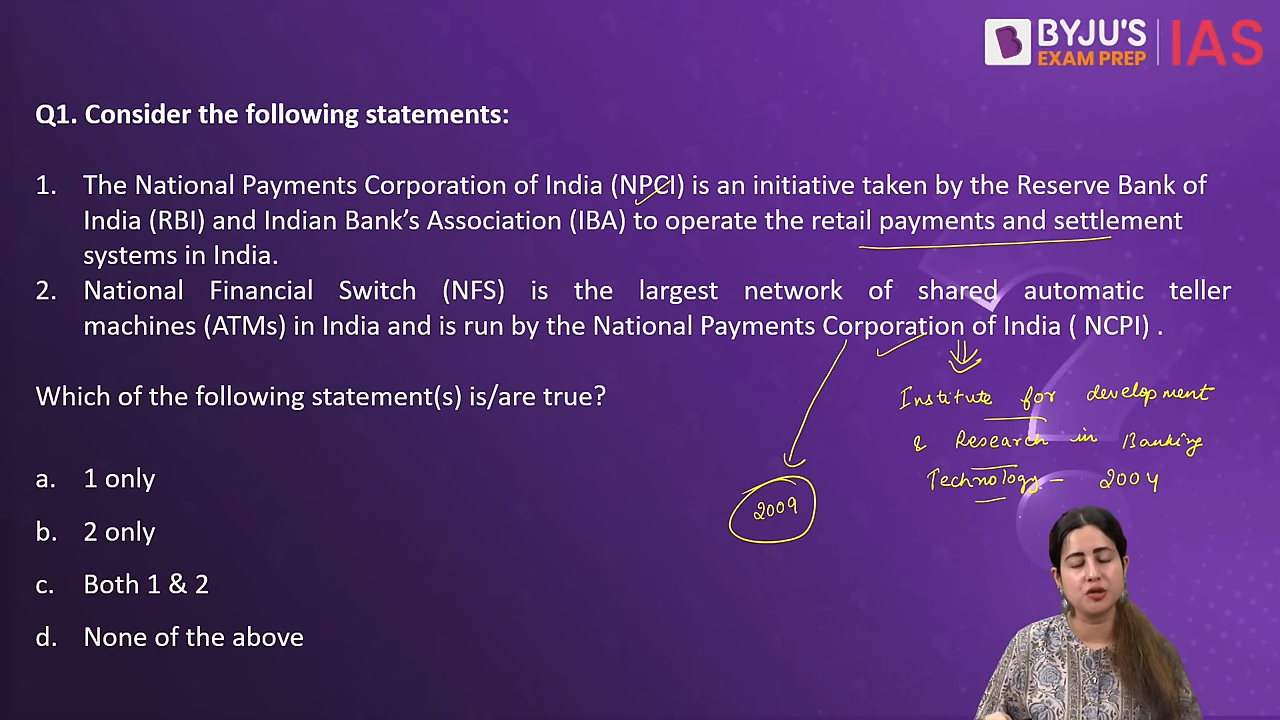 BYJU'S
EXAM PREP
IAS
Q1. Consider the following statements:
1. The National Payments Corporation of India (NPCI) is an initiative taken by the Reserve Bank of
India (RBI) and Indian Bank's Association (IBA) to operate the retail payments and settlement
systems in India.
2. National Financial Switch (NFS) is the largest network of shared automatic teller
machines (ATMs) in India and is run by the National Payments Corporation of India ( NCPI) .
Which of the following statement(s) is/are true?
a. 1 only
b. 2 only
c. Both 1 & 2
d. None of the above
Institute for development
& Research in Banking
Technology - 2004
2009